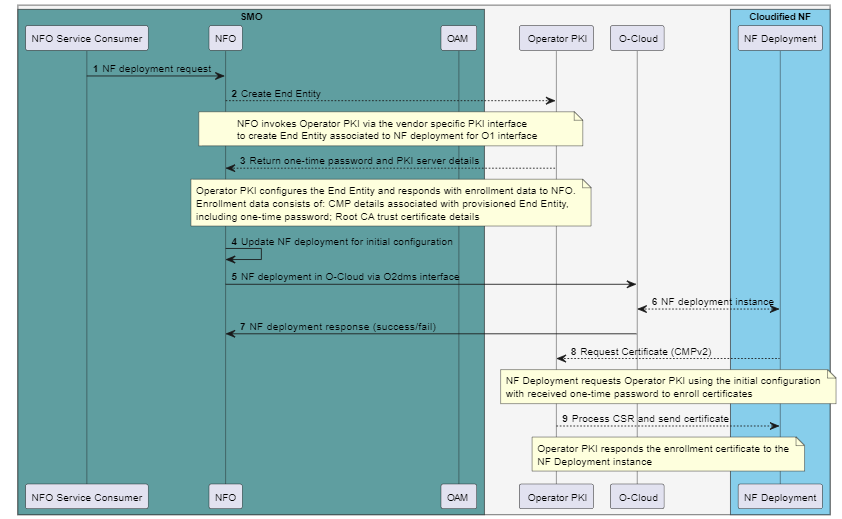 SMO
Cloudified NF
NFO Service Consumer
NFO
OAM
Operator PKI
O-Cloud
NF Deployment
1 NF deployment request
2 Create End Entity
NFO invokes Operator PKI via the vendor specific PKI interface
to create End Entity associated to NF deployment for O1 interface
3 Return one-time password and PKI server details
Operator PKI configures the End Entity and responds with enrollment data to NFO.
Enrollment data consists of: CMP details associated with provisioned End Entity,
including one-time password; Root CA trust certificate details
4 Update NF deployment for initial configuration
5 NF deployment in O-Cloud via O2dms interface
6 NF deployment instance
7 NF deployment response (success/fail)
8 Request Certificate (CMPv2)
NF Deployment requests Operator PKI using the initial configuration
with received one-time password to enroll certificates
9 Process CSR and send certificate
Operator PKI responds the enrollment certificate to the
NF Deployment instance
NFO Service Consumer
NFO
OAM
Operator PKI
O-Cloud
NF Deployment